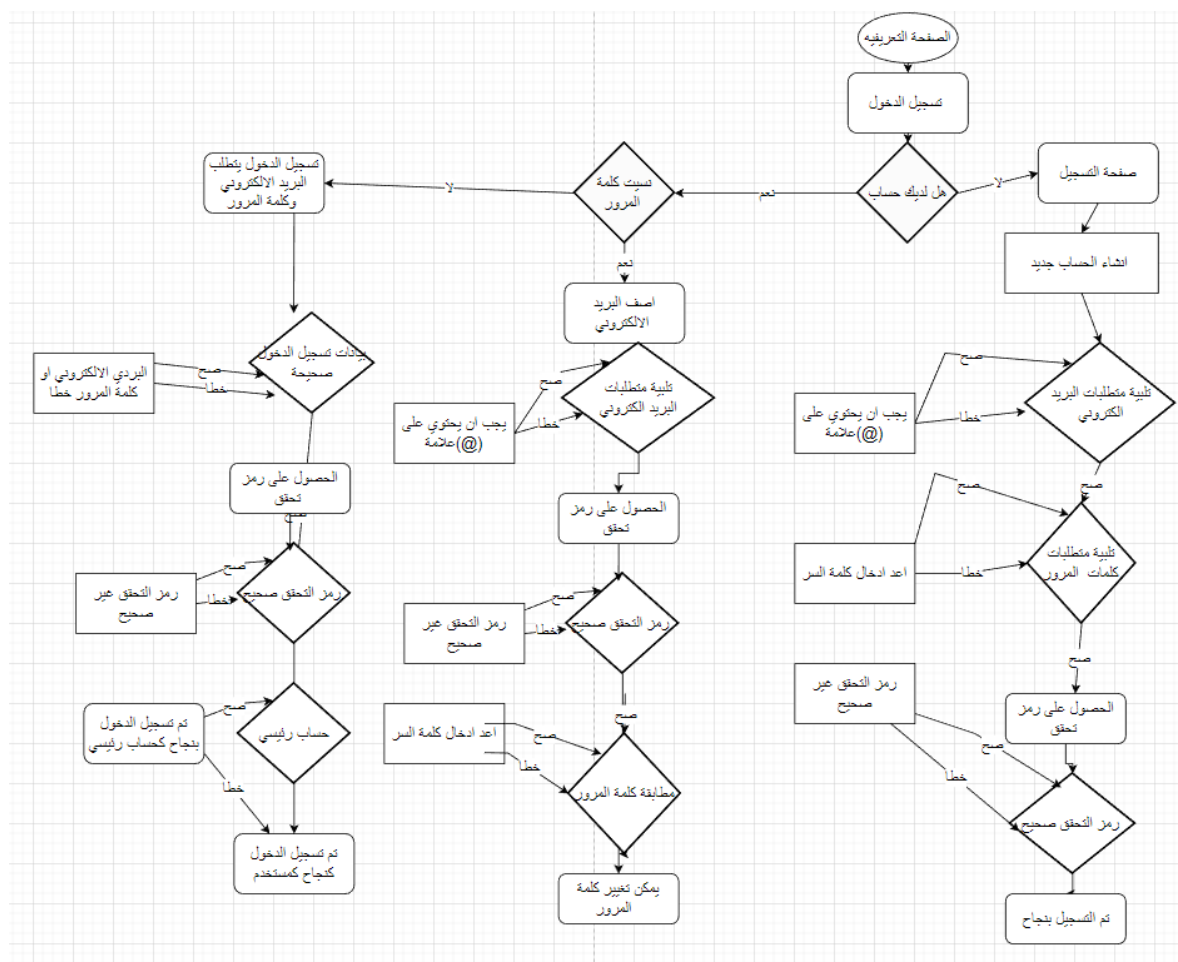 الصفحة التعريفيه
تسجيل الدخول
هل لديك حساب
لا
صفحة التسجيل
انشاء الحساب جديد
تلبية متطلبات البريد
الكتروني
صح
خطا
يجب ان يحتوي على
(@)علامة
صح
تلبية متطلبات
كلمات المرور
صح
خطا
اعد ادخال كلمة السر
صح
الحصول على رمز
تحقق
رمز التحقق غير
صحيح
صح
خطا
رمز التحقق صحيح
تم التسجيل بنجاح
نعم
نسيت كلمة
المرور
نعم
اصف البريد
الالكتروني
تلبية متطلبات
البريد الكتروني
صح
خطا
يجب ان يحتوي على
(@)علامة
الحصول على رمز
تحقق
رمز التحقق صحيح
صح
خطا
رمز التحقق غير
صحيح
صح
مطابقة كلمة المرور
صح
خطا
اعد ادخال كلمة السر
يمكن تغيير كلمة
المرور
لا
تسجيل الدخول يتطلب
البريد الالكتروني
وكلمة المرور
بيانات تسجيل الدخول
صحيحة
صح
خطا
البردي الالكتروني او
كلمة المرور خطا
الحصول على رمز
تحقق
صح
رمز التحقق صحيح
صح
خطا
رمز التحقق غير
صحيح
حساب رئيسي
صح
خطا
تم تسجيل الدخول
بنجاح كحساب رئيسي
تم تسجيل الدخول
كنجاح كمستخدم